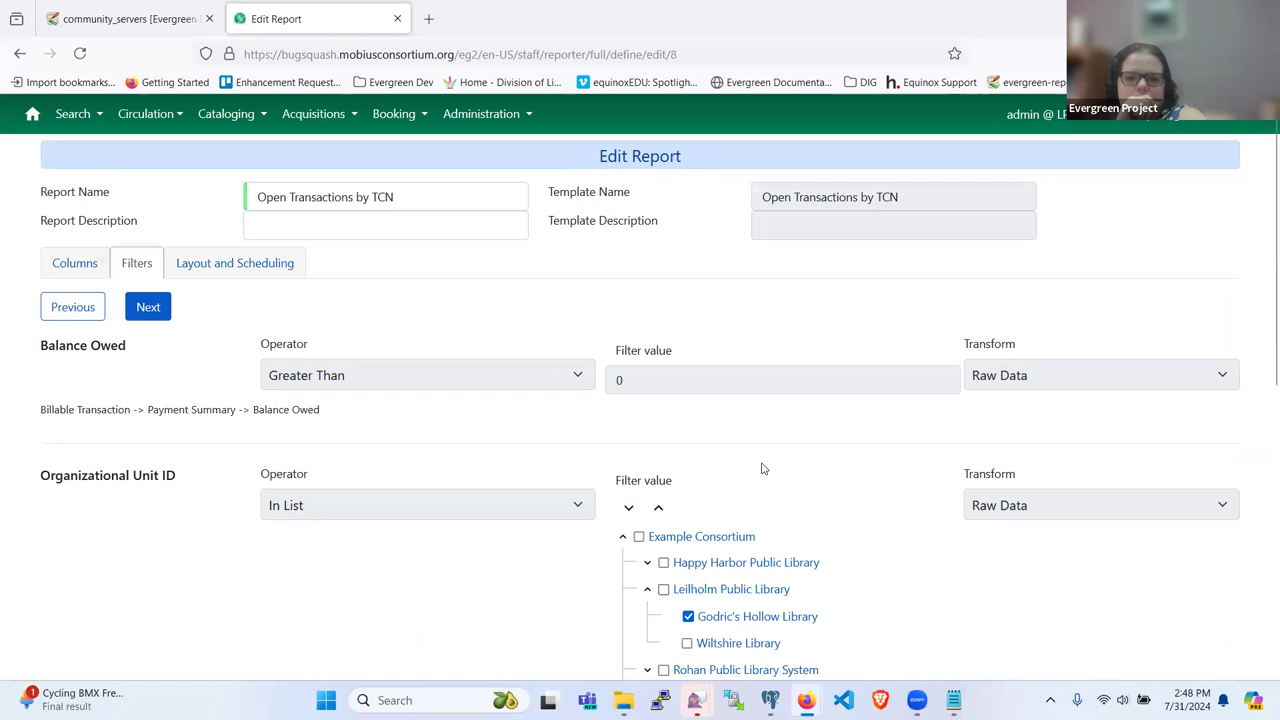 community_servers [Evergreen
Edit Report
https://bugsquash.mobiusconsortium.org/eg2/en-US/staff/reporter/full/define/edit/8
Import bookmarks...
Getting Started
Enhancement Request...
Evergreen Dev
Home - Division of Li...
equinoxEDU: Spotligh...
Evergreen Documenta...
DIG
Equinox Support
evergreen-rep
Evergreen Project
Search
Circulation
Cataloging
Acquisitions
Booking
Administration
admin @
Edit Report
Report Name
Open Transactions by TCN
Template Name
Open Transactions by TCN
Report Description
Template Description
Columns
Filters
Layout and Scheduling
Previous
Next
Balance Owed
Operator
Filter value
Transform
Greater Than
0
Raw Data
Billable Transaction -> Payment Summary -> Balance Owed
Organizational Unit ID
Operator
Filter value
Transform
In List
Raw Data
Example Consortium
Happy Harbor Public Library
Leilholm Public Library
Godric's Hollow Library
Wiltshire Library
Rohan Public Library System
1
Cycling BMX Fre...
Final result
Search
NEW
2:48 PM
7/31/2024
PRE